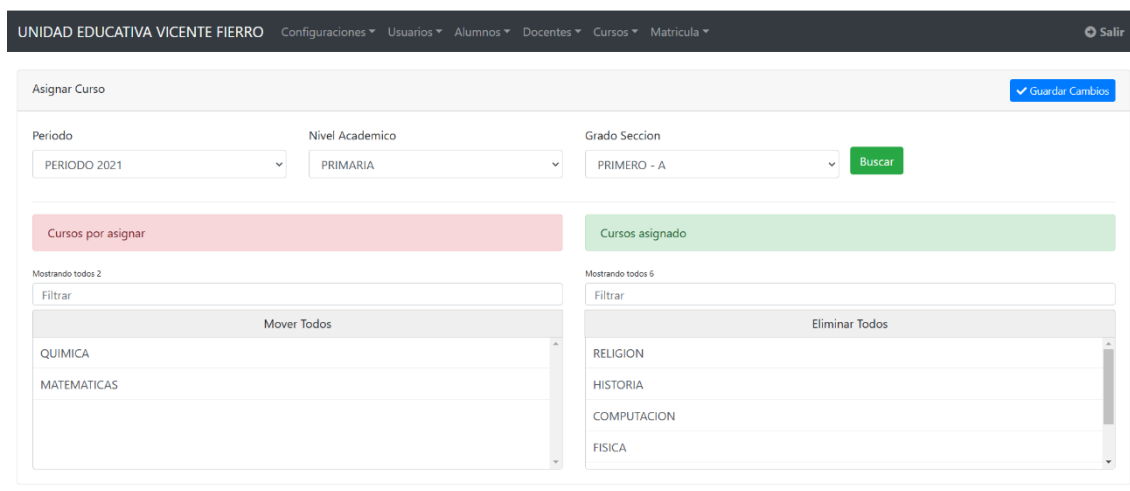 UNIDAD EDUCATIVA VICENTE FIERRO Configuraciones Usuarios Alumnos Docentes Cursos Matricula Salir
Asignar Curso Guardar Cambios
Periodo Nivel Academico Grado Seccion
PERIODO 2021 PRIMARIA PRIMERO - A Buscar
Cursos por asignar Cursos asignado
Mostrando todos 2 Mostrando todos 6
Filtrar Filtrar
Mover Todos Eliminar Todos
QUIMICA RELIGION
MATEMATICAS HISTORIA
COMPUTACION
FISICA